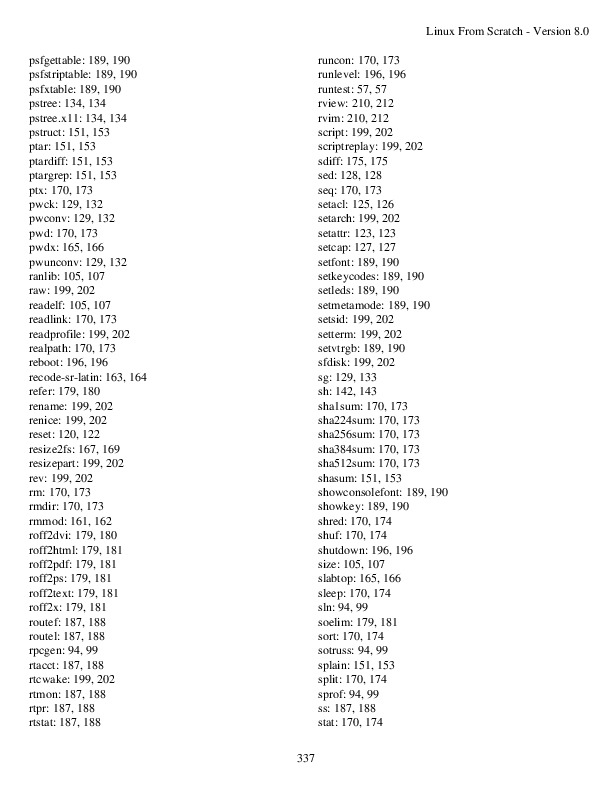 Linux From Scratch - Version 8.0
psfgettable: 189, 190
psfstriptable: 189, 190
psfxtable: 189, 190
pstree: 134, 134
pstree.x11: 134, 134
pstruct: 151, 153
ptar: 151, 153
ptardiff: 151, 153
ptargrep: 151, 153
ptx: 170, 173
pwck: 129, 132
pwconv: 129, 132
pwd: 170, 173
pwdx: 165, 166
pwunconv: 129, 132
ranlib: 105, 107
raw: 199, 202
readelf: 105, 107
readlink: 170, 173
readprofile: 199, 202
realpath: 170, 173
reboot: 196, 196
recode-sr-latin: 163, 164
refer: 179, 180
rename: 199, 202
renice: 199, 202
reset: 120, 122
resize2fs: 167, 169
resizepart: 199, 202
rev: 199, 202
rm: 170, 173
rmdir: 170, 173
rmmod: 161, 162
roff2dvi: 179, 180
roff2html: 179, 181
roff2pdf: 179, 181
roff2ps: 179, 181
roff2text: 179, 181
roff2x: 179, 181
routef: 187, 188
routel: 187, 188
rpcgen: 94, 99
rtacct: 187, 188
rtcwake: 199, 202
rtmon: 187, 188
rtpr: 187, 188
rtstat: 187, 188
runcon: 170, 173
runlevel: 196, 196
runtest: 57, 57
rview: 210, 212
rvim: 210, 212
script: 199, 202
scriptreplay: 199, 202
sdiff: 175, 175
sed: 128, 128
seq: 170, 173
setacl: 125, 126
setarch: 199, 202
setattr: 123, 123
setcap: 127, 127
setfont: 189, 190
setkeycodes: 189, 190
setleds: 189, 190
setmetamode: 189, 190
setsid: 199, 202
setterm: 199, 202
setvtrgb: 189, 190
sfdisk: 199, 202
sg: 129, 133
sh: 142, 143
sha1sum: 170, 173
sha224sum: 170, 173
sha256sum: 170, 173
sha384sum: 170, 173
sha512sum: 170, 173
shasum: 151, 153
showconsolefont: 189, 190
showkey: 189, 190
shred: 170, 174
shuf: 170, 174
shutdown: 196, 196
size: 105, 107
slabtop: 165, 166
sleep: 170, 174
sln: 94, 99
soelim: 179, 181
sort: 170, 174
sotruss: 94, 99
splain: 151, 153
split: 170, 174
sprof: 94, 99
ss: 187, 188
stat: 170, 174
337